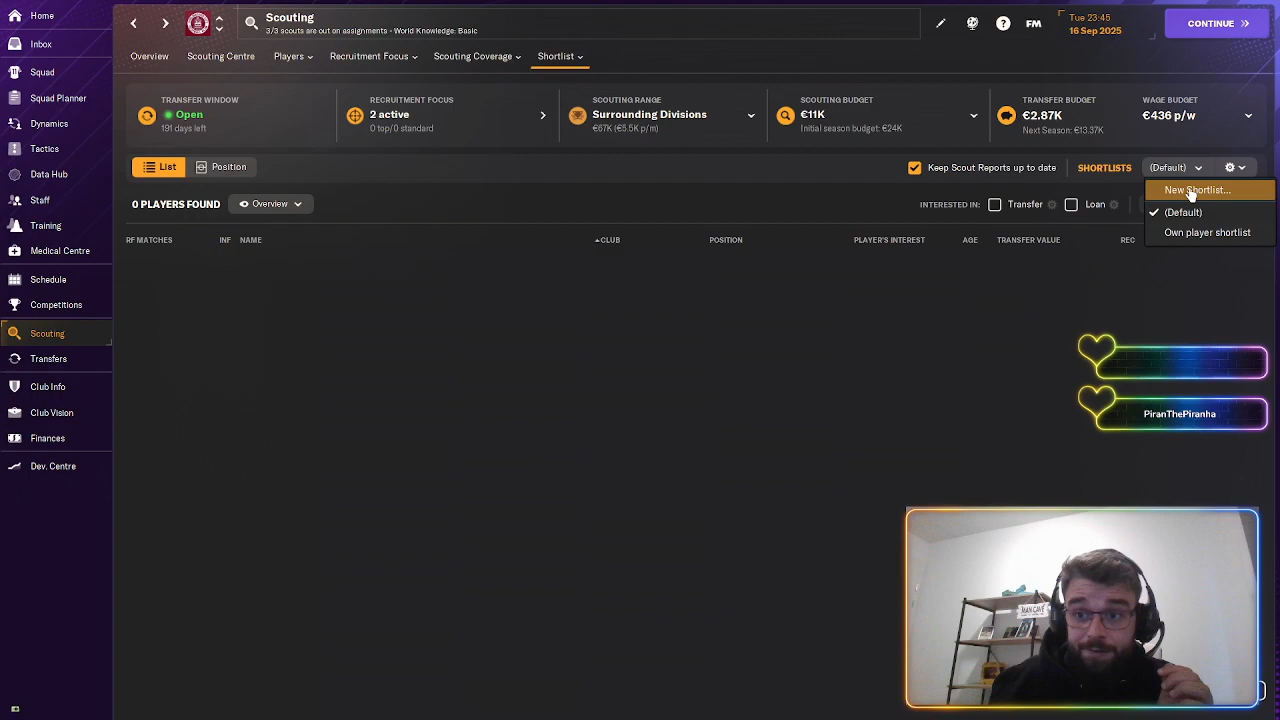 Home
Inbox
Squad
Squad Planner
Dynamics
Tactics
Data Hub
Staff
Training
Medical Centre
Schedule
Competitions
Scouting
Transfers
Club Info
Club Vision
Finances
Dev. Centre
Scouting
3/3 scouts are out on assignments - World Knowledge: Basic
FM
Tue 23:45
16 Sep 2025
CONTINUE
Overview
Scouting Centre
Players
Recruitment Focus
Scouting Coverage
Shortlist
TRANSFER WINDOW
Open
191 days left
RECRUITMENT FOCUS
2 active
0 top/0 standard
SCOUTING RANGE
Surrounding Divisions
€67K (€5.5K p/m)
SCOUTING BUDGET
€11K
Initial season budget: €24K
TRANSFER BUDGET
€2.87K
Next Season: €13.37K
WAGE BUDGET
€436 p/w
List
Position
Keep Scout Reports up to date
SHORTLISTS
(Default)
New Shortlist...
(Default)
Own player shortlist
0 PLAYERS FOUND
Overview
INTERESTED IN:
Transfer
Loan
RF MATCHES
INF
NAME
CLUB
POSITION
PLAYER'S INTEREST
AGE
TRANSFER VALUE
REC
PiranThePiranha
MAN CAVE